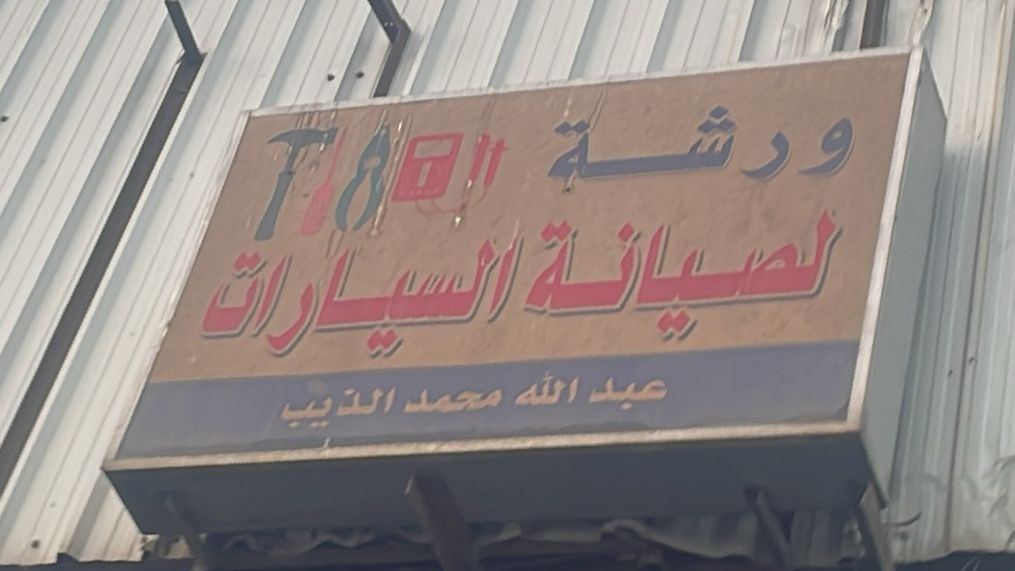 ورشة
لصيانة السيارات
عبد الله محمد الذيب